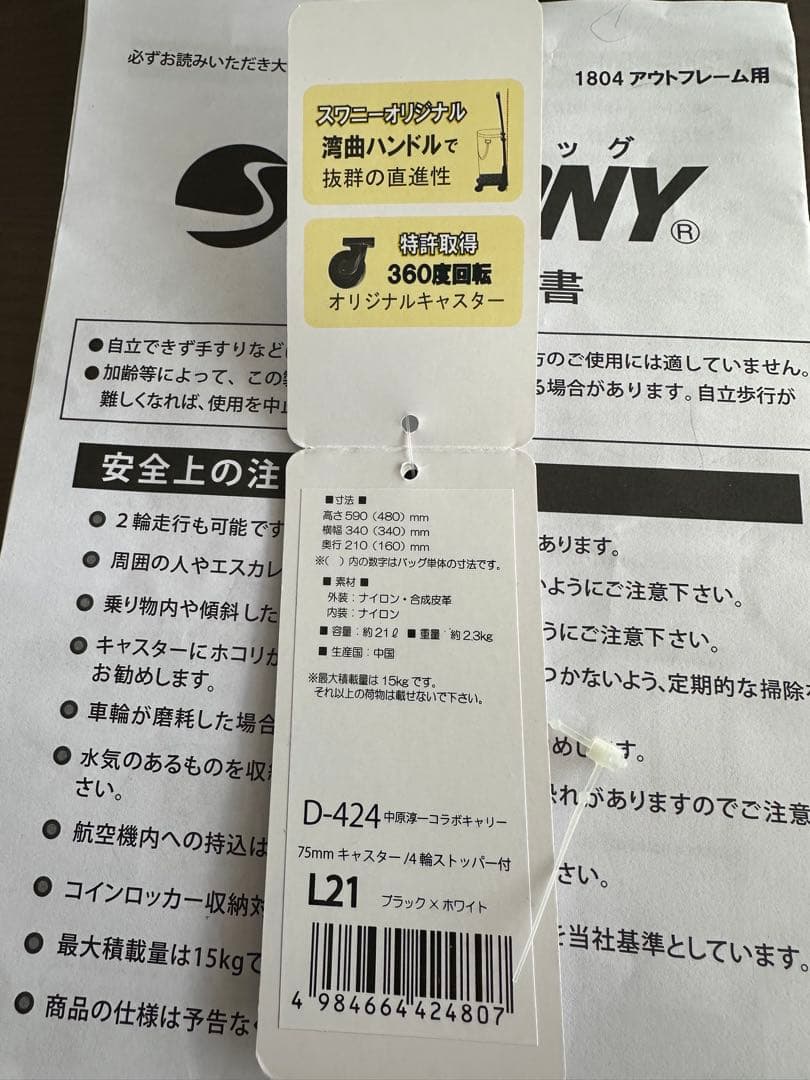 必ずお読みいただき大
1804 アウトフレーム用
ッグ
S
NY®
書
スワニーオリジナル
湾曲ハンドルで
抜群の直進性
特許取得
360度回転
オリジナルキャスター
●自立できず手すりなど
方のご使用には適していません。
●加齢等によって、この
る場合があります。自立歩行が
難しくなれば、使用を中止
安全上の注
●2輪走行も可能です
あります。
●周囲の人やエスカレ
いようにご注意下さい。
●乗り物内や傾斜した
うにご注意下さい。
●キャスターにホコリが
つかないよう、定期的な掃除
お勧めします。
●車輪が磨耗した場合
めします。
●水気のあるものを収
恐れがありますのでご注意
さい。
●航空機内への持込は
さい。
●コインロッカー収納
を当社基準としています。
●最大積載量は15kgで
●商品の仕様は予告な
■寸法■
高さ590(480)mm
横幅340(340)mm
奥行210(160)mm
※( )内の数字はバッグ単体の寸法です。
■素材■
外装:ナイロン・合成皮革
内装:ナイロン
■容量:約21ℓ ■重量:約2.3kg
■生産国:中国
※最大積載量は15kgです。
それ以上の荷物は載せないで下さい。
D-424 中原淳一コラボキャリー
75mm キャスター/4輪ストッパー付
L21 ブラック×ホワイト
4 984664 424807